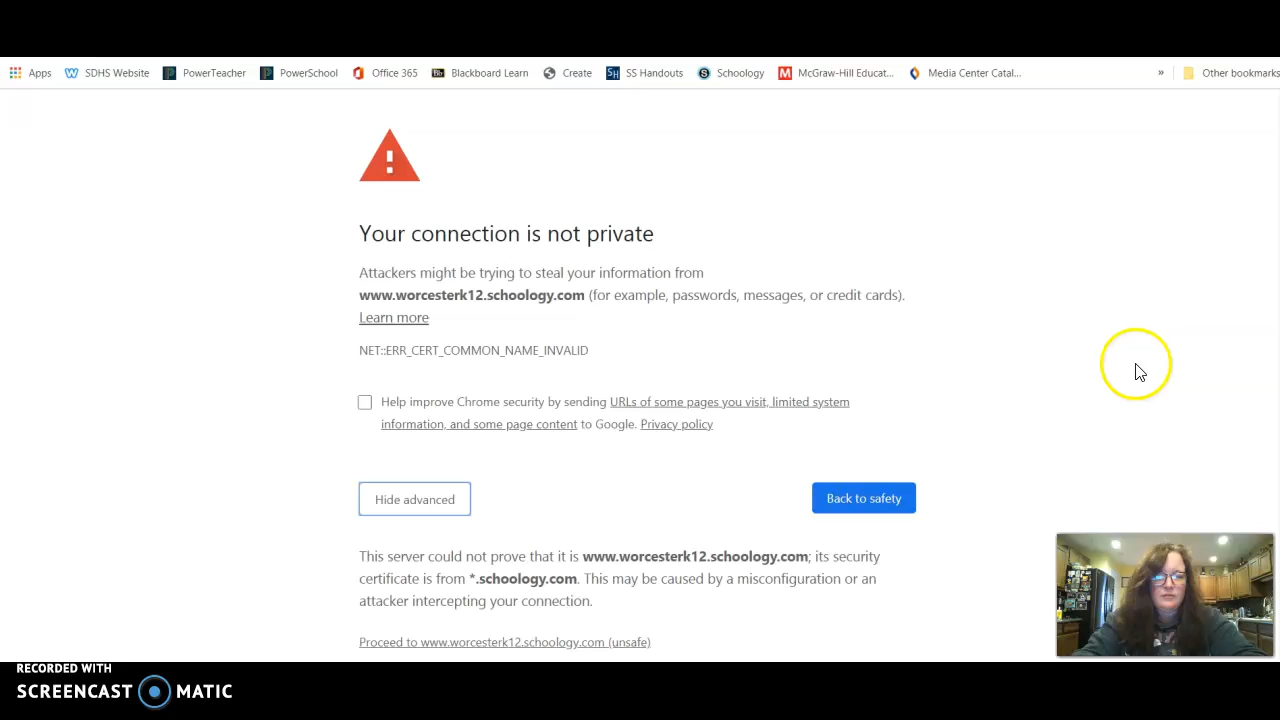 Apps SDHS Website PowerTeacher PowerSchool Office 365 Bb Blackboard Learn Create SH SS Handouts S Schoology M McGraw-Hill Educat... Media Center Catal... » Other bookmarks
!
Your connection is not private
Attackers might be trying to steal your information from
www.worcesterk12.schoology.com (for example, passwords, messages, or credit cards).
Learn more
NET::ERR_CERT_COMMON_NAME_INVALID
Help improve Chrome security by sending URLs of some pages you visit, limited system
information, and some page content to Google. Privacy policy
Hide advanced
Back to safety
This server could not prove that it is www.worcesterk12.schoology.com; its security
certificate is from *.schoology.com. This may be caused by a misconfiguration or an
attacker intercepting your connection.
Proceed to www.worcesterk12.schoology.com (unsafe)
RECORDED WITH
SCREENCAST MATIC